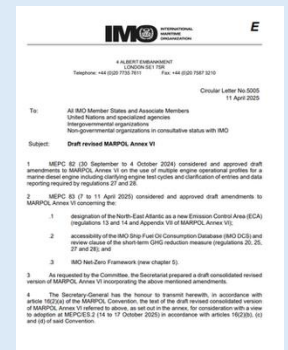 E
IMO
INTERNATIONAL
MARITIME
ORGANIZATION
4 ALBERT EMBANKMENT
LONDON SE1 7SR
Telephone: +44 (0)20 7735 7611 Fax: +44 (0)20 7587 3210
Circular Letter No.5005
11 April 2025
To: All IMO Member States and Associate Members
United Nations and specialized agencies
Intergovernmental organizations
Non-governmental organizations in consultative status with IMO
Subject: Draft revised MARPOL Annex VI
1 MEPC 82 (30 September to 4 October 2024) considered and approved draft
amendments to MARPOL Annex VI on the use of multiple engine operational profiles for a
marine diesel engine including clarifying engine test cycles and clarification of entries and data
reporting required by regulations 27 and 28.
2 MEPC 83 (7 to 11 April 2025) considered and approved draft amendments to
MARPOL Annex VI concerning the:
.1 designation of the North-East Atlantic as a new Emission Control Area (ECA)
(regulations 13 and 14 and Appendix VII of MARPOL Annex VI);
.2 accessibility of the IMO Ship Fuel Oil Consumption Database (IMO DCS) and
review clause of the short-term GHG reduction measure (regulations 20, 25,
27 and 28); and
.3 IMO Net-Zero Framework (new chapter 5).
3 As requested by the Committee, the Secretariat prepared a draft consolidated revised
version of MARPOL Annex VI incorporating the above mentioned amendments.
4 The Secretary-General has the honour to transmit herewith, in accordance with
article 16(2)(a) of the MARPOL Convention, the text of the draft revised consolidated version
of MARPOL Annex VI referred to above, as set out in the annex, for consideration with a view
to adoption at MEPC/ES.2 (14 to 17 October 2025) in accordance with articles 16(2)(b), (c)
and (d) of said Convention.